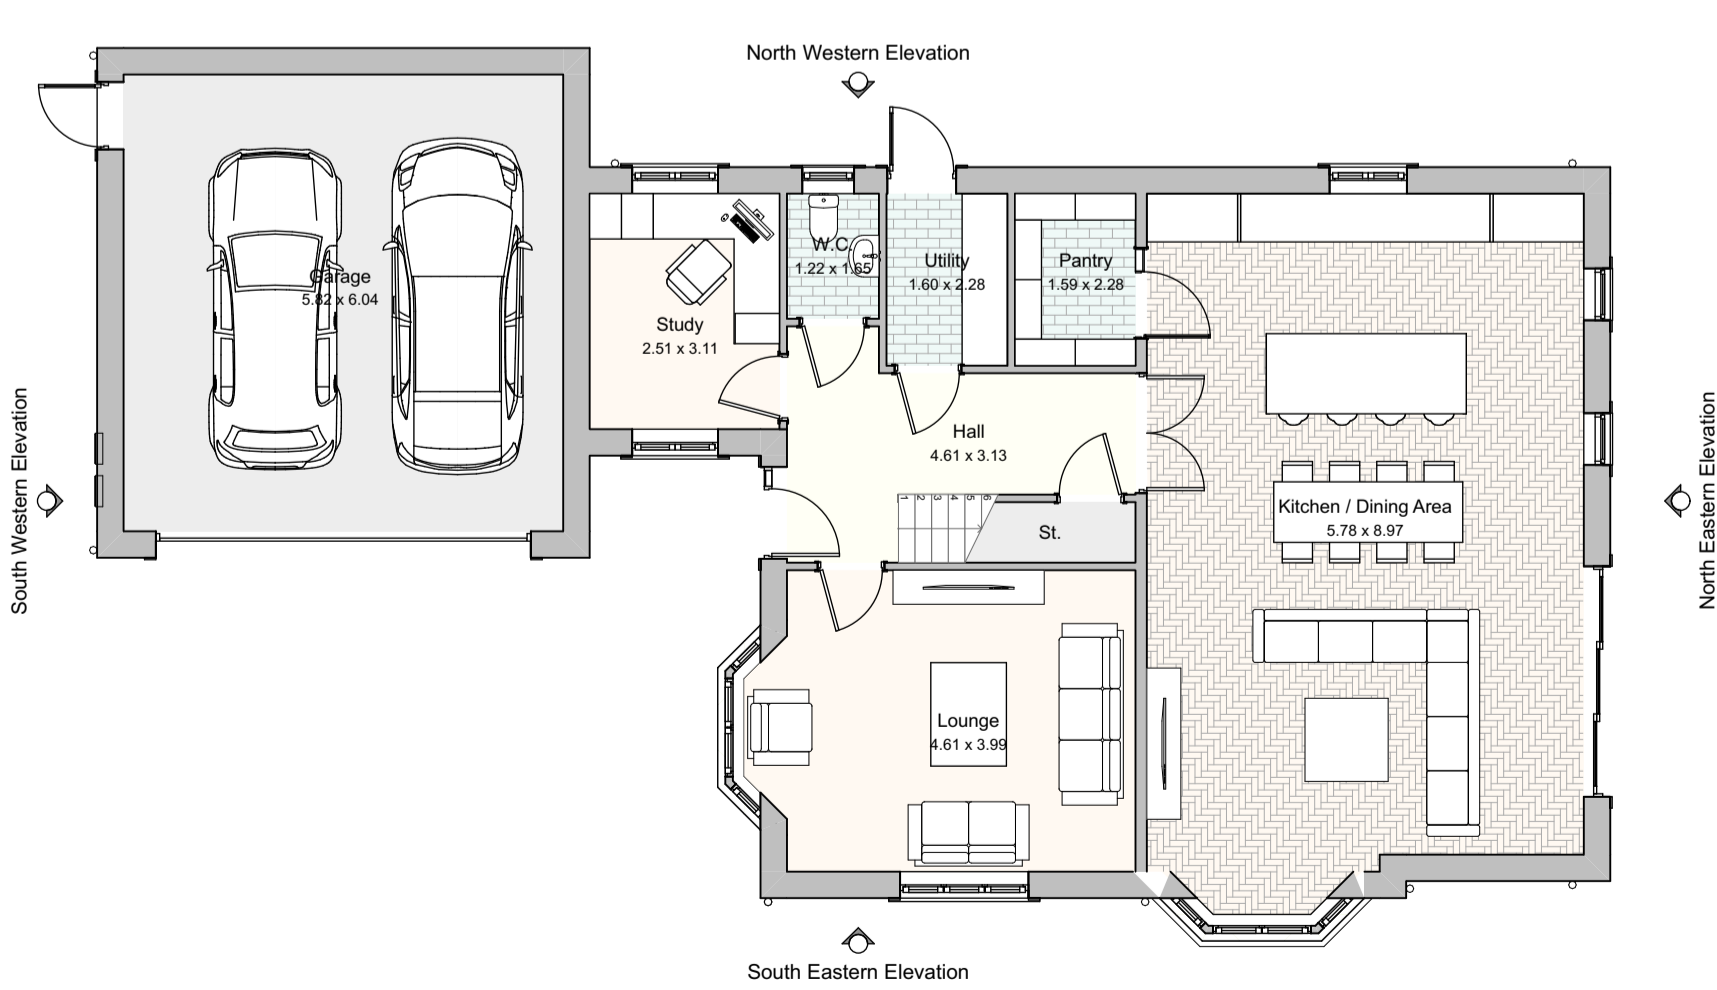 North Western Elevation
South Western Elevation
North Eastern Elevation
Garage
5.82 x 6.04
Study
2.51 x 3.11
W.C.
1.22 x 1.65
Utility
1.60 x 2.28
Pantry
1.59 x 2.28
Hall
4.61 x 3.13
1 2 3 4 5 6
St.
Kitchen / Dining Area
5.78 x 8.97
Lounge
4.61 x 3.99
South Eastern Elevation